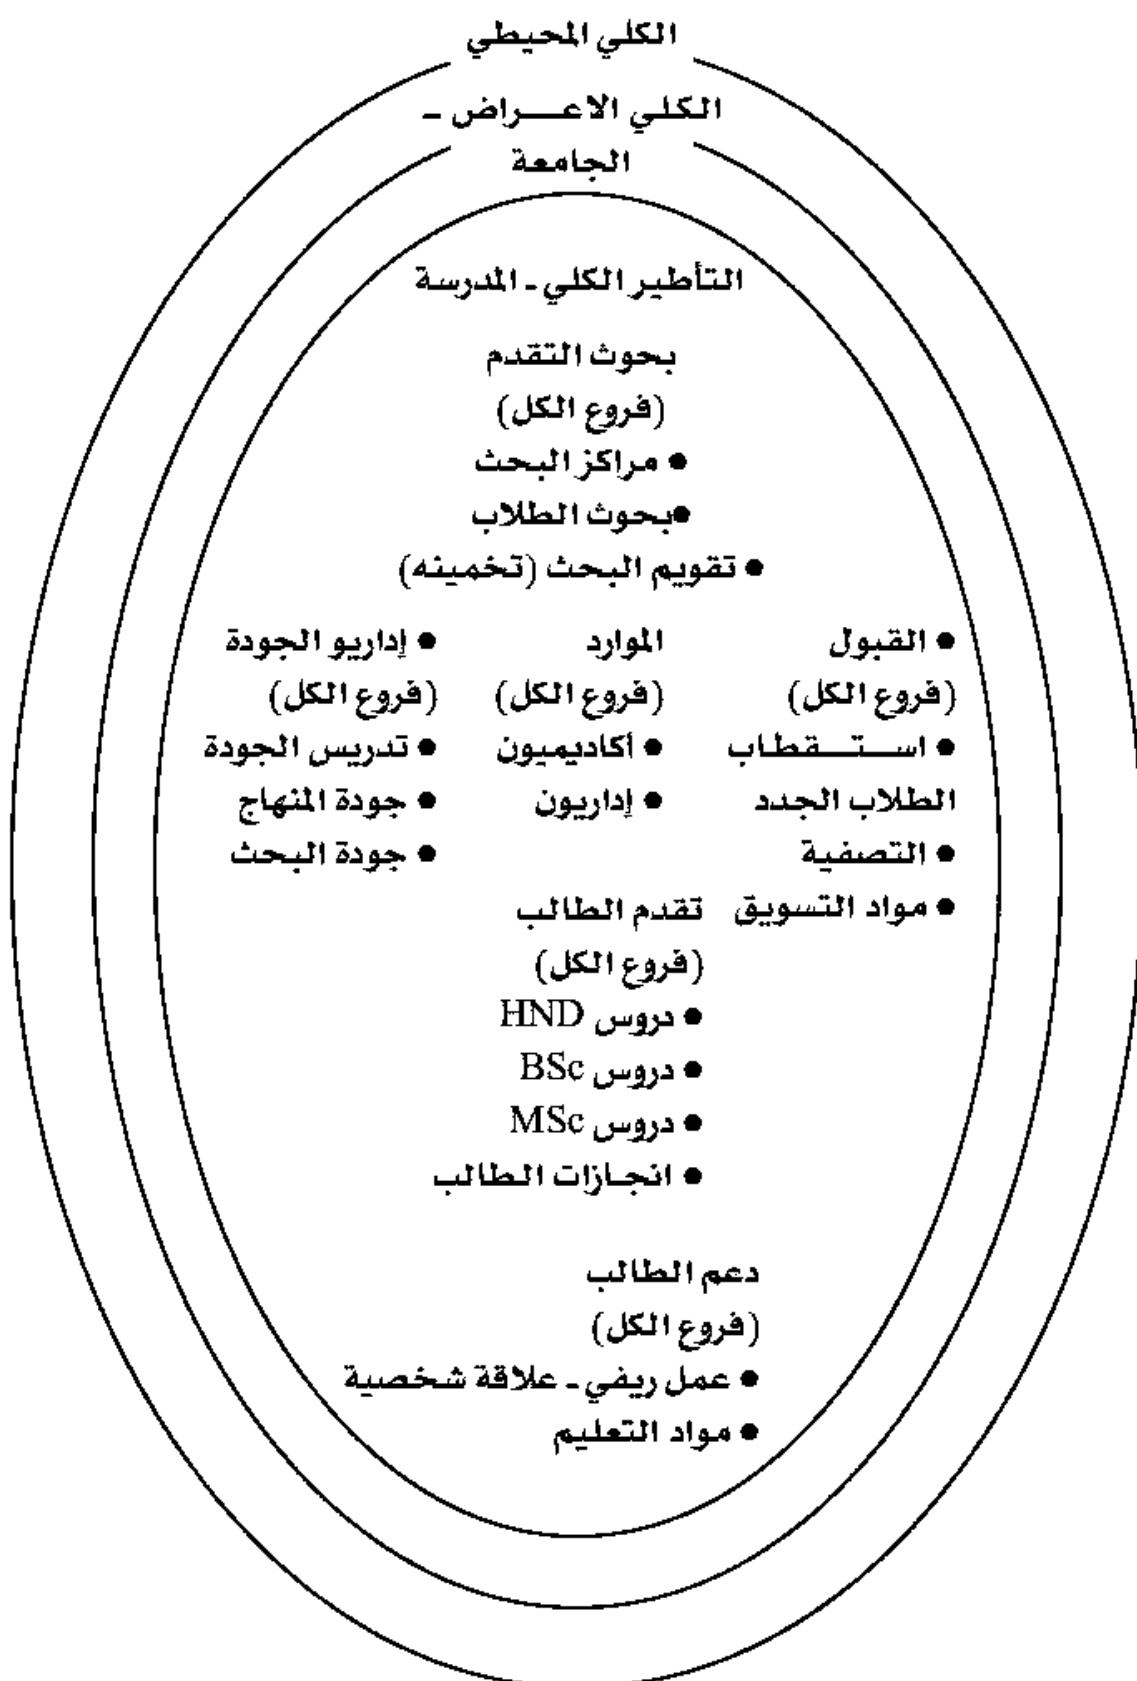 الكلي المحيطي
الكلي الاعـــراض ـ
الجامعة
التأطير الكلي ـ المدرسة
بحوث التقدم
(فروع الكل)
• مراكز البحث
•بحوث الطلاب
• تقويم البحث (تخمينه)
• القبول
(فروع الكل)
• اســتــقطاب
الطلاب الجدد
• التصفية
• مواد التسويق
الموارد
(فروع الكل)
• أكاديميون
• إداريون
• إداريو الجودة
(فروع الكل)
• تدريس الجودة
• جودة المنهاج
• جودة البحث
تقدم الطالب
(فروع الكل)
• دروس HND
• دروس BSc
• دروس MSc
• انجازات الطالب
دعم الطالب
(فروع الكل)
• عمل ريفي ـ علاقة شخصية
• مواد التعليم